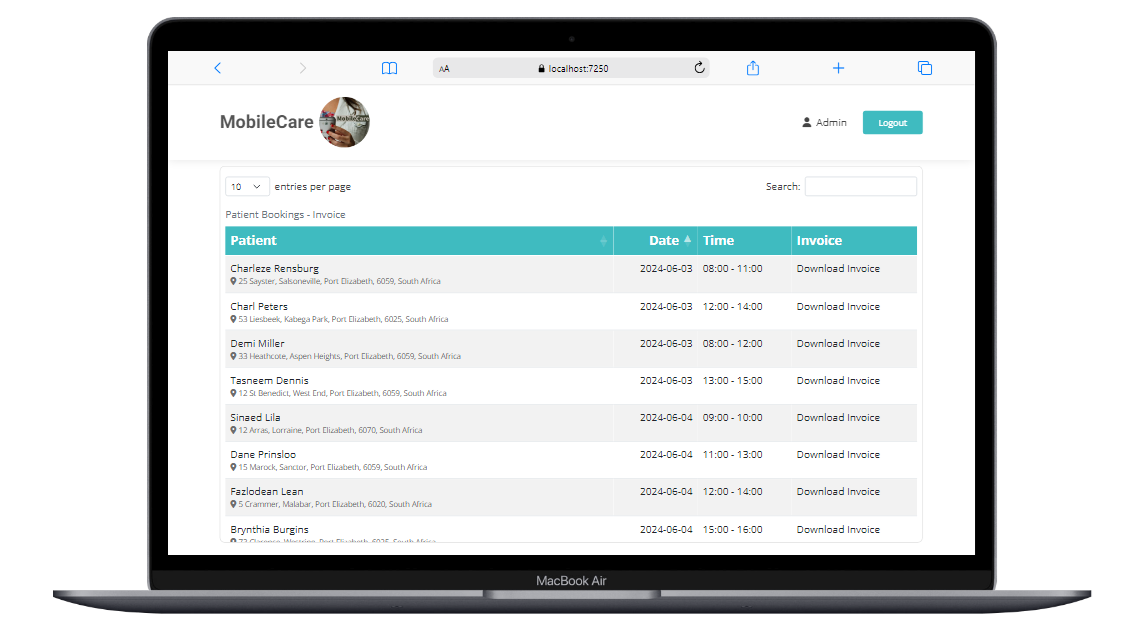 AA localhost:7250
MobileCare MobileCare Admin Logout
10 entries per page Search:
Patient Bookings - Invoice
Patient Date Time Invoice
Charleze Rensburg 2024-06-03 08:00 - 11:00 Download Invoice
25 Sayster, Salsoneville, Port Elizabeth, 6059, South Africa
Charl Peters 2024-06-03 12:00 - 14:00 Download Invoice
53 Liesbeek, Kabega Park, Port Elizabeth, 6025, South Africa
Demi Miller 2024-06-03 08:00 - 12:00 Download Invoice
33 Heathcote, Aspen Heights, Port Elizabeth, 6059, South Africa
Tasneem Dennis 2024-06-03 13:00 - 15:00 Download Invoice
12 St Benedict, West End, Port Elizabeth, 6059, South Africa
Sinaed Lila 2024-06-04 09:00 - 10:00 Download Invoice
12 Arras, Lorraine, Port Elizabeth, 6070, South Africa
Dane Prinsloo 2024-06-04 11:00 - 13:00 Download Invoice
15 Marock, Sanctor, Port Elizabeth, 6059, South Africa
Fazlodean Lean 2024-06-04 12:00 - 14:00 Download Invoice
5 Crammer, Malabar, Port Elizabeth, 6020, South Africa
Brynthia Burgins 2024-06-04 15:00 - 16:00 Download Invoice
Port Elizabeth, 6025, South Africa
MacBook Air